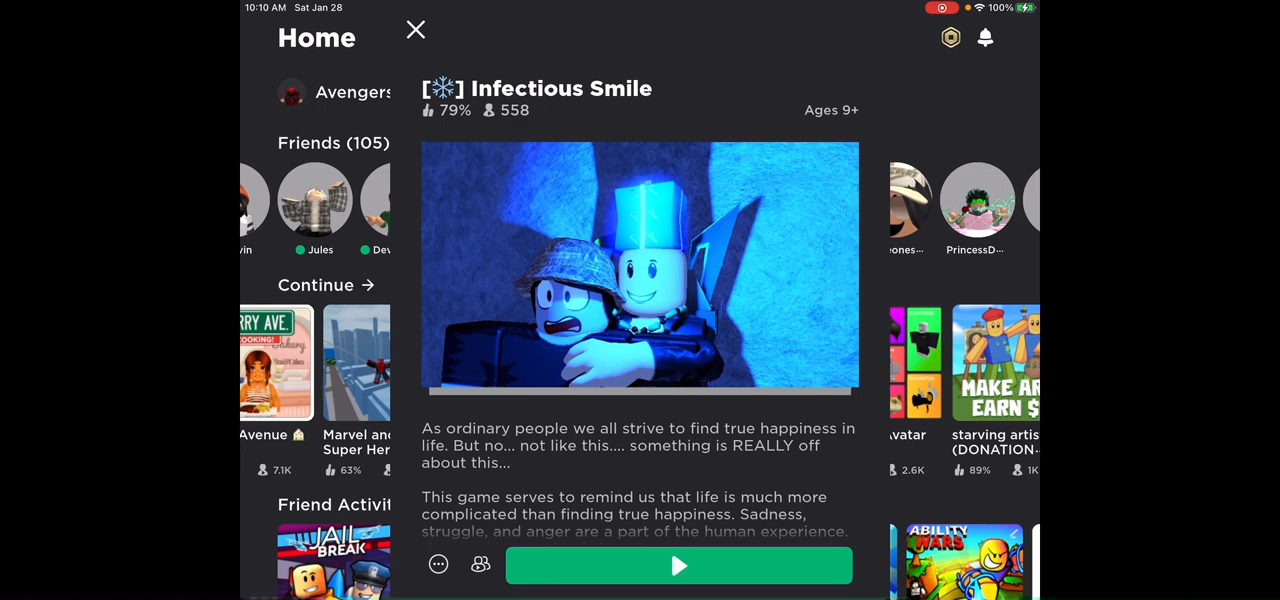 10:10 AM Sat Jan 28
100%
Home
[❄️] Infectious Smile
79% 558
Ages 9+
Avengers
Friends (105)
Jules
PrincessD...
Continue →
RRY AVE.
COOKING!
Bakery
Avenue 🏠
7.1K
Marvel and
Super Her
63%
2.6K
MAKE AR
EARN $
starving artis
(DONATION
89% 1K
As ordinary people we all strive to find true happiness in
life. But no... not like this.... something is REALLY off
about this...
This game serves to remind us that life is much more
complicated than finding true happiness. Sadness,
struggle, and anger are a part of the human experience.
Friend Activit
JAIL
BREAK
ABILITY
WARS